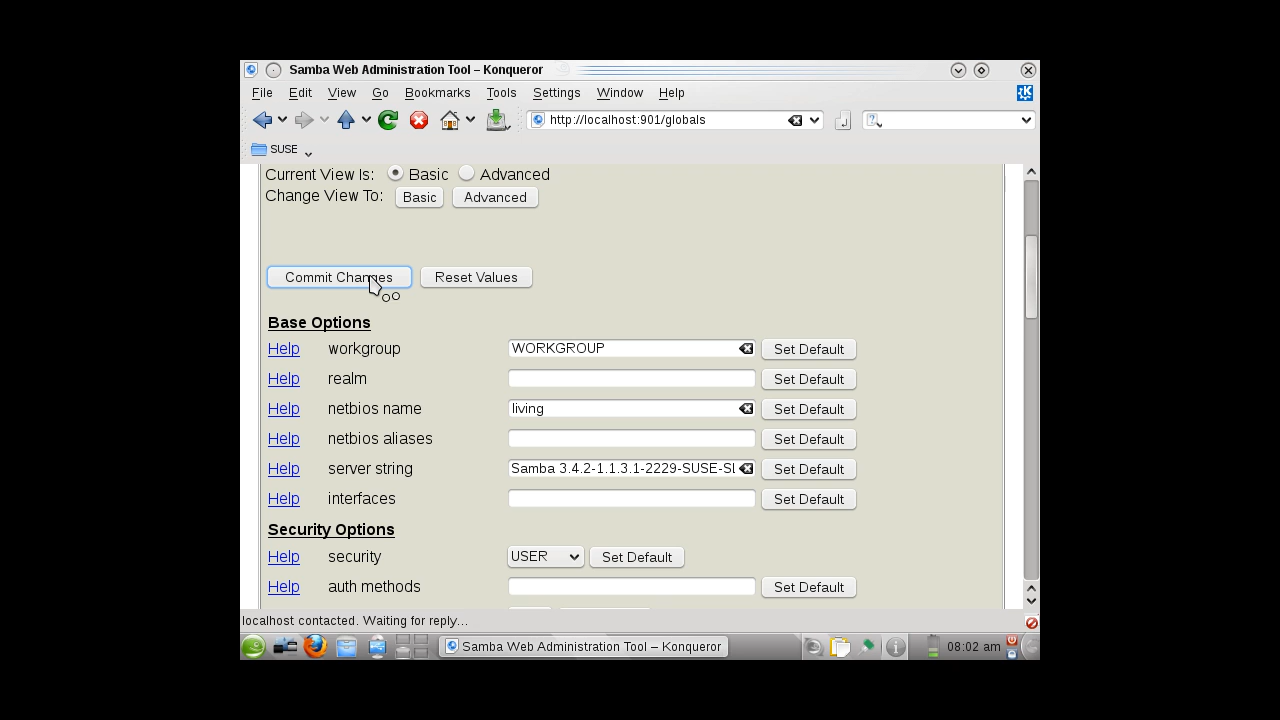 Samba Web Administration Tool – Konqueror
File Edit View Go Bookmarks Tools Settings Window Help
http://localhost:901/globals
SUSE
Current View Is: Basic Advanced
Change View To: Basic Advanced
Commit Changes Reset Values
Base Options
Help workgroup WORKGROUP Set Default
Help realm Set Default
Help netbios name living Set Default
Help netbios aliases Set Default
Help server string Samba 3.4.2-1.1.3.1-2229-SUSE-SL Set Default
Help interfaces Set Default
Security Options
Help security USER Set Default
Help auth methods Set Default
localhost contacted. Waiting for reply...
Samba Web Administration Tool – Konqueror 08:02 am